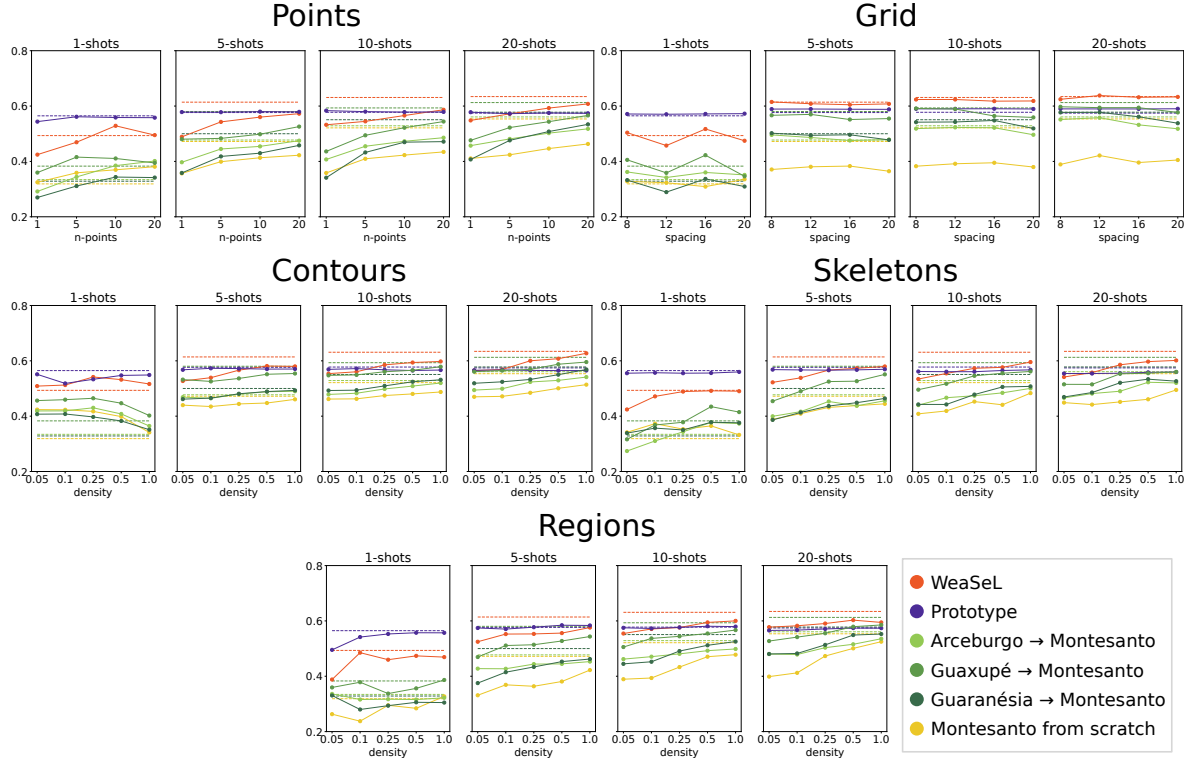 Points
Grid
1-shots 5-shots 10-shots 20-shots 1-shots 5-shots 10-shots 20-shots
0.8
0.6
0.4
0.2
1 5 10 20 1 5 10 20 1 5 10 20 1 5 10 20 8 12 16 20 8 12 16 20 8 12 16 20 8 12 16 20
n-points n-points n-points n-points spacing spacing spacing spacing
Contours
Skeletons
1-shots 5-shots 10-shots 20-shots 1-shots 5-shots 10-shots 20-shots
0.8
0.6
0.4
0.2
0.05 0.1 0.25 0.5 1.0 0.05 0.1 0.25 0.5 1.0 0.05 0.1 0.25 0.5 1.0 0.05 0.1 0.25 0.5 1.0 0.05 0.1 0.25 0.5 1.0 0.05 0.1 0.25 0.5 1.0 0.05 0.1 0.25 0.5 1.0 0.05 0.1 0.25 0.5 1.0
density density density density density density density density
Regions
1-shots 5-shots 10-shots 20-shots
0.8
0.6
0.4
0.2
0.05 0.1 0.25 0.5 1.0 0.05 0.1 0.25 0.5 1.0 0.05 0.1 0.25 0.5 1.0 0.05 0.1 0.25 0.5 1.0
density density density density
WeaSeL
Prototype
Arceburgo → Montesanto
Guaxupé → Montesanto
Guaranésia → Montesanto
Montesanto from scratch